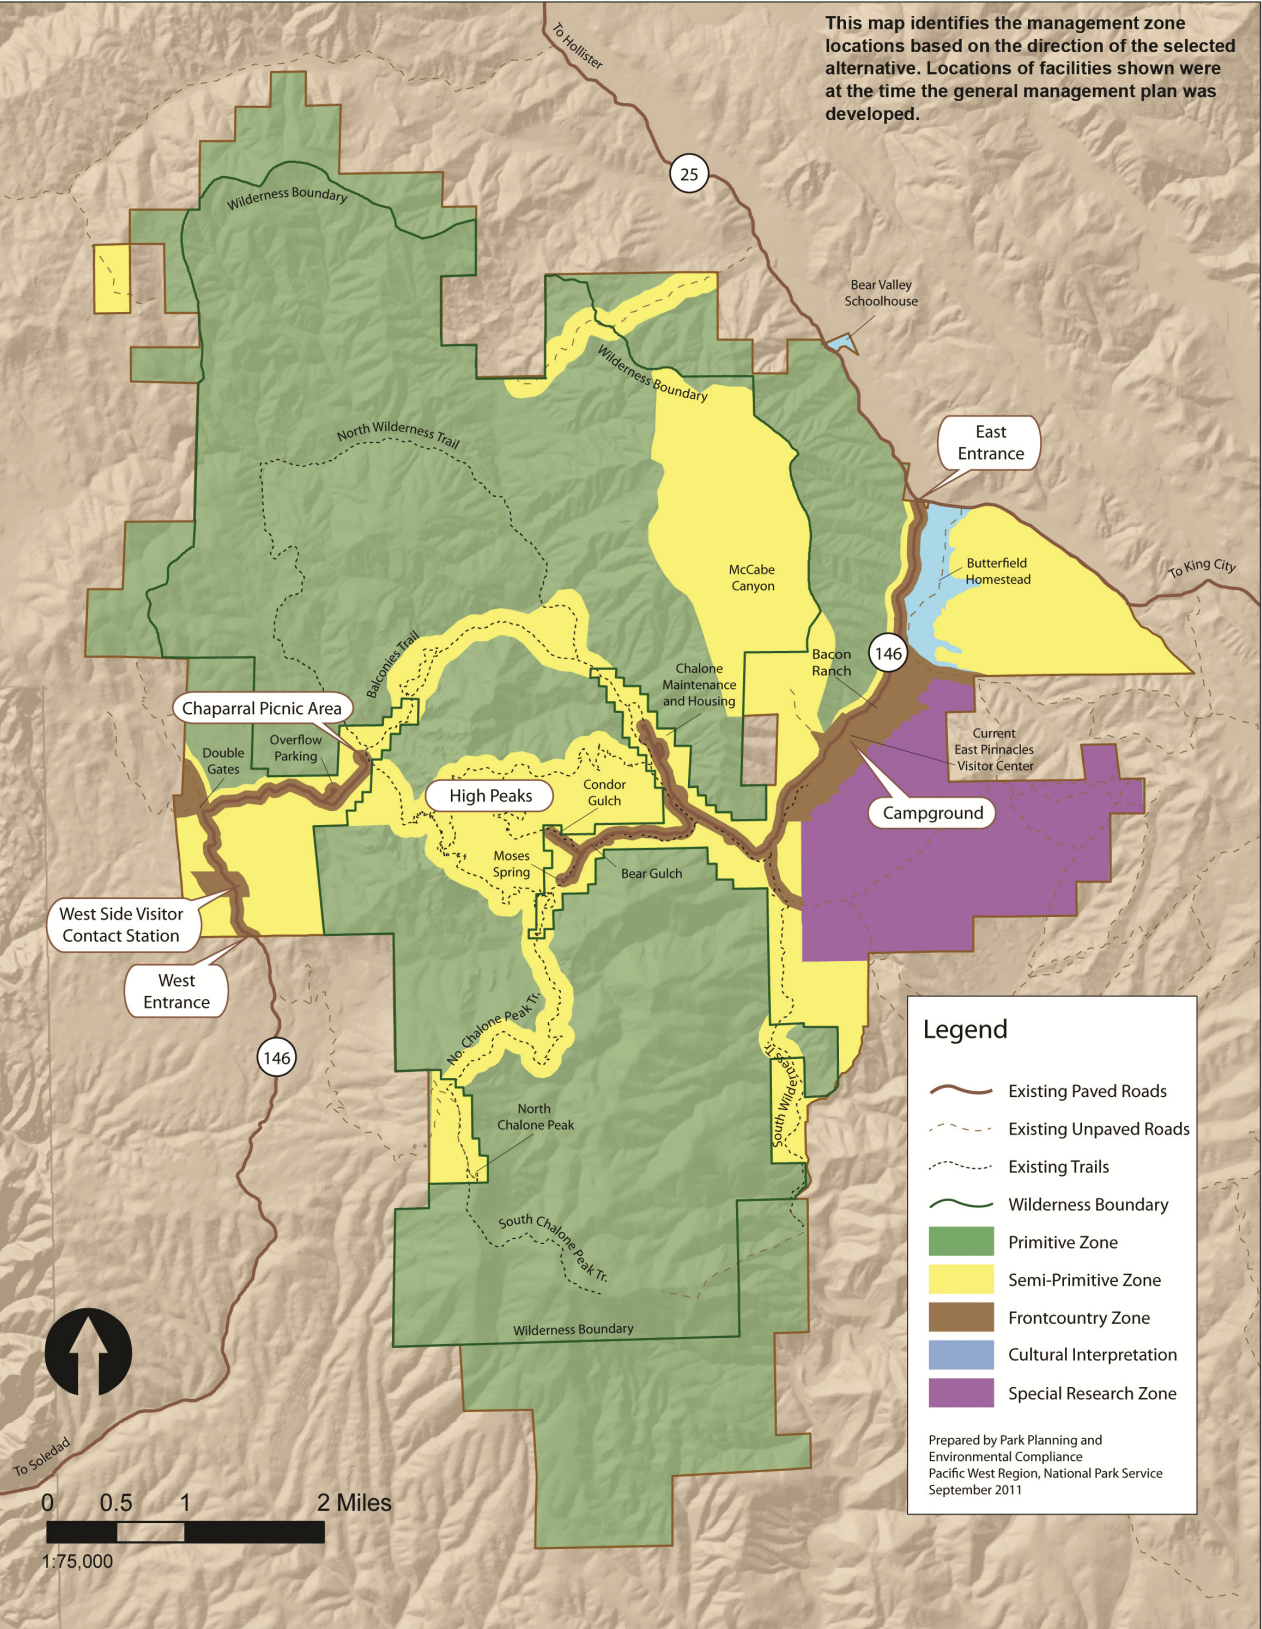 This map identifies the management zone
locations based on the direction of the selected
alternative. Locations of facilities shown were
at the time the general management plan was
developed.
To Hollister
25
Wilderness Boundary
Bear Valley
Schoolhouse
Wilderness Boundary
North Wilderness Trail
East
Entrance
To King City
McCabe
Canyon
Butterfield
Homestead
Balconies Trail
146
Bacon
Ranch
Chalone
Maintenance
and Housing
Chaparral Picnic Area
Overflow
Parking
Double
Gates
Current
East Pinnacles
Visitor Center
High Peaks
Condor
Gulch
Campground
Moses
Spring
Bear Gulch
West Side Visitor
Contact Station
West
Entrance
No. Chalone Peak Tr.
146
South Wilderness Tr.
North
Chalone Peak
South Chalone Peak Tr.
Wilderness Boundary
Legend
Existing Paved Roads
Existing Unpaved Roads
Existing Trails
Wilderness Boundary
Primitive Zone
Semi-Primitive Zone
Frontcountry Zone
Cultural Interpretation
Special Research Zone
Prepared by Park Planning and
Environmental Compliance
Pacific West Region, National Park Service
September 2011
To Soledad
0 0.5 1 2 Miles
1:75,000